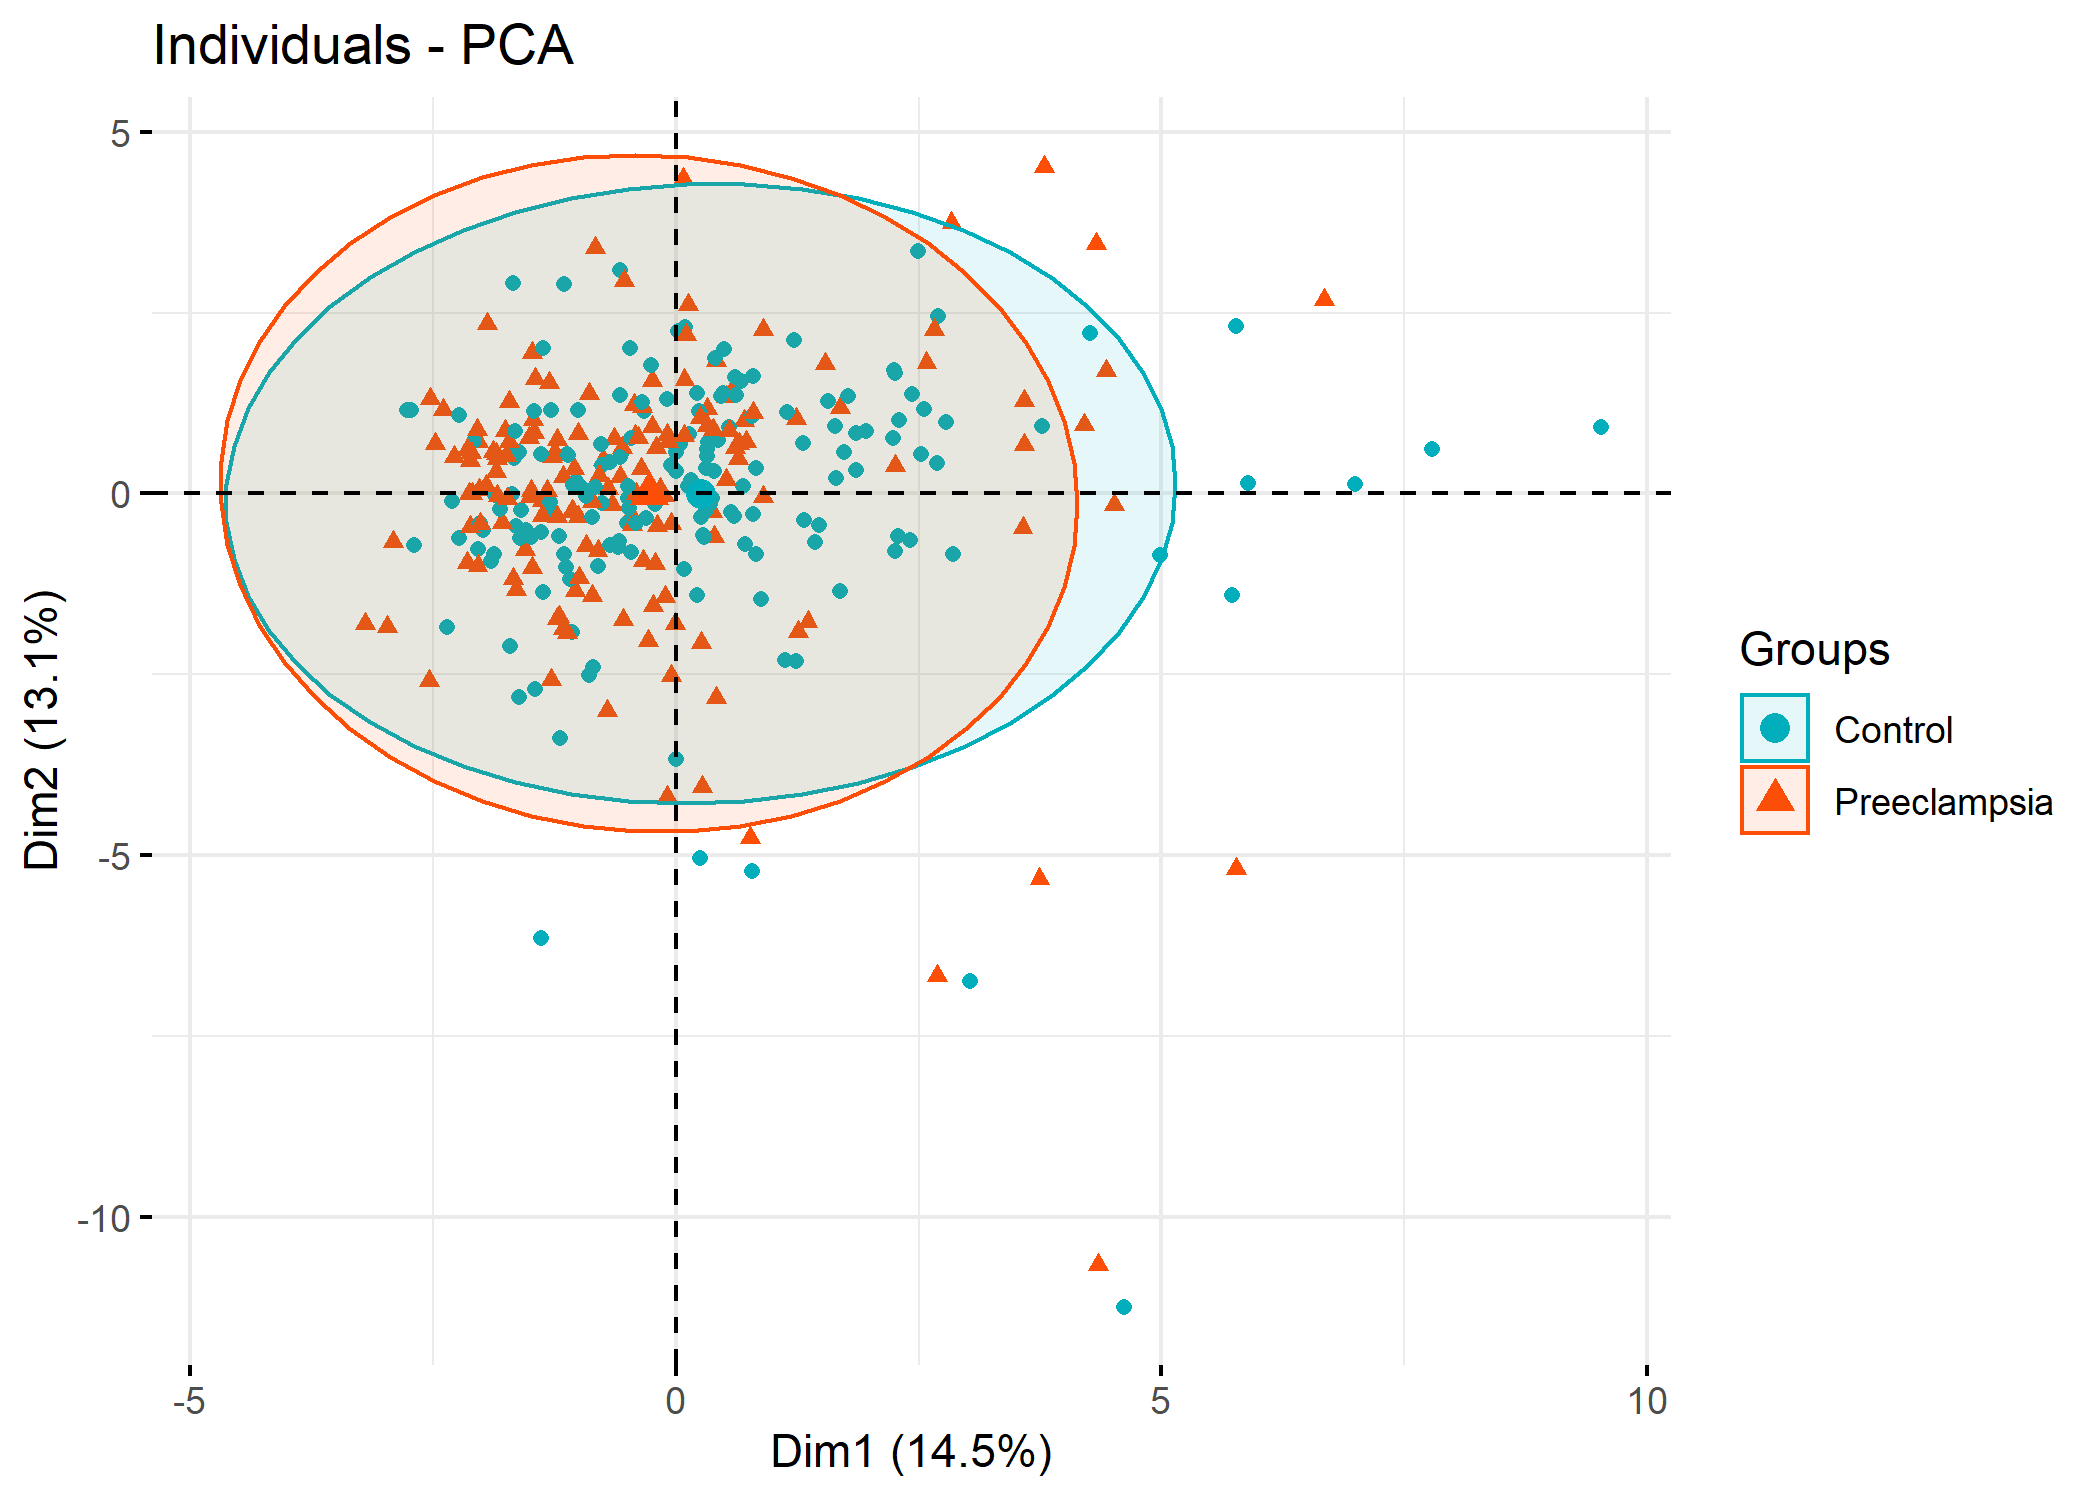 Individuals - PCA
5
0
-5
-10
-5
0
5
10
Dim1 (14.5%)
Dim2 (13.1%)
Groups
Control
Preeclampsia